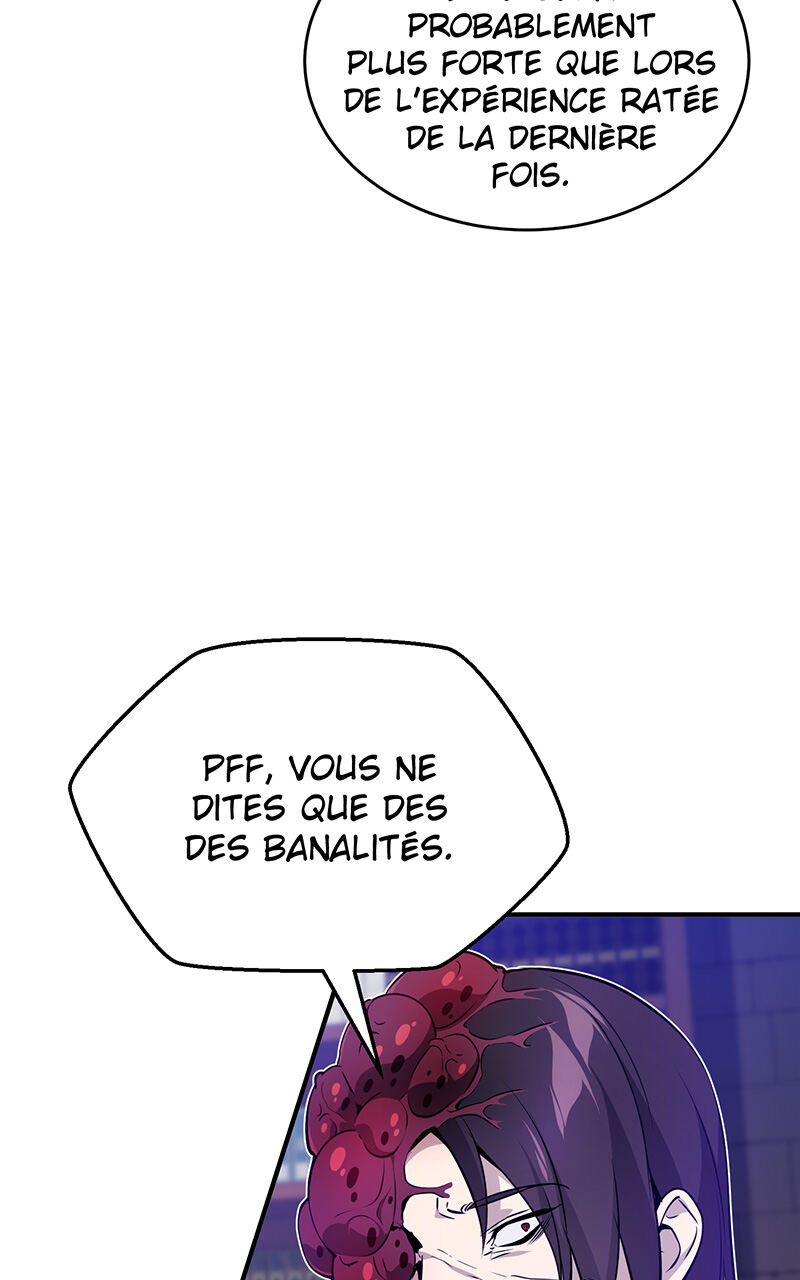 PROBABLEMENT
PLUS FORTE QUE LORS
DE L'EXPÉRIENCE RATÉE
DE LA DERNIÈRE
FOIS.
PFF, VOUS NE
DITES QUE DES
DES BANALITÉS.